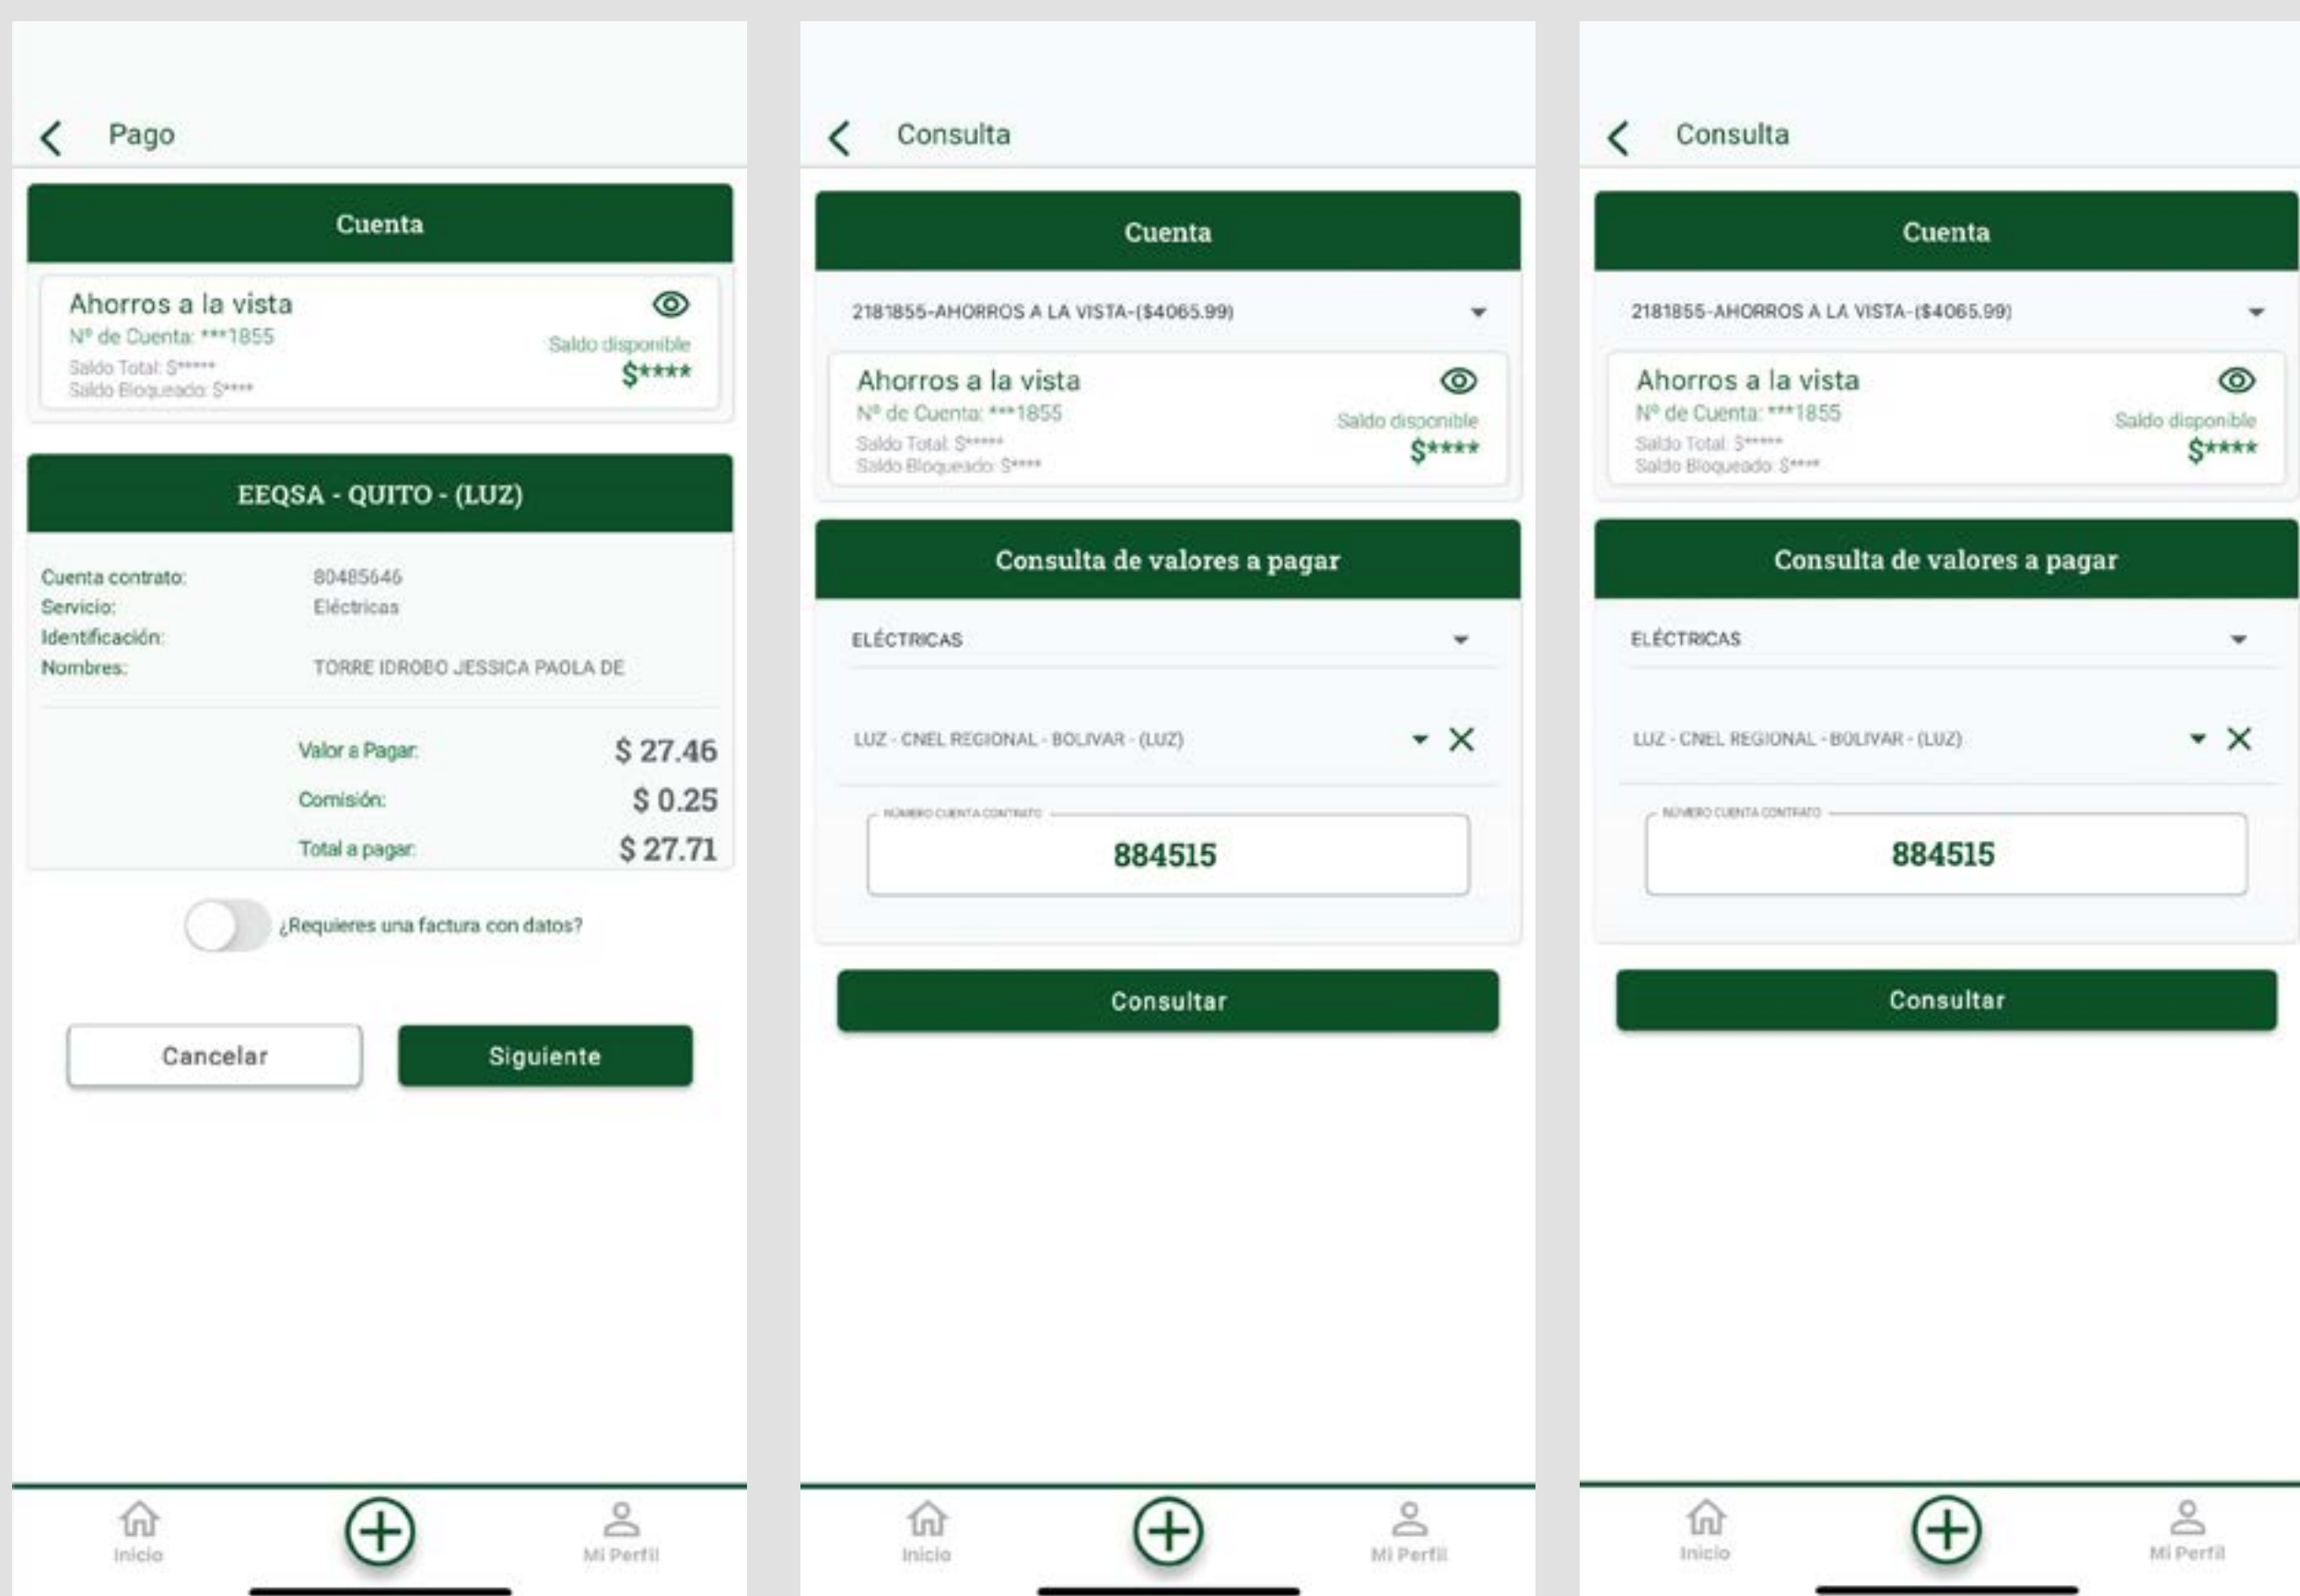 Pago
Cuenta
Ahorros a la vista
Nº de Cuenta: ***1855
Saldo Total: $*****
Saldo Bloqueado: $****
Saldo disponible
$****
EEQSA - QUITO - (LUZ)
Cuenta contrato: 80485646
Servicio: Eléctricas
Identificación:
Nombres: TORRE IDROBO JESSICA PAOLA DE
Valor a Pagar: $ 27.46
Comisión: $ 0.25
Total a pagar: $ 27.71
¿Requieres una factura con datos?
Cancelar
Siguiente
Inicio
Mi Perfil
Consulta
Cuenta
2181855-AHORROS A LA VISTA-($4065.99)
Ahorros a la vista
Nº de Cuenta: ***1855
Saldo Total: $*****
Saldo Bloqueado: $****
Saldo disponible
$****
Consulta de valores a pagar
ELÉCTRICAS
LUZ - CNEL REGIONAL - BOLIVAR - (LUZ)
NÚMERO CUENTA CONTRATO
884515
Consultar
Inicio
Mi Perfil
Consulta
Cuenta
2181855-AHORROS A LA VISTA-($4065.99)
Ahorros a la vista
Nº de Cuenta: ***1855
Saldo Total: $*****
Saldo Bloqueado: $****
Saldo disponible
$****
Consulta de valores a pagar
ELÉCTRICAS
LUZ - CNEL REGIONAL - BOLIVAR - (LUZ)
NÚMERO CUENTA CONTRATO
884515
Consultar
Inicio
Mi Perfil